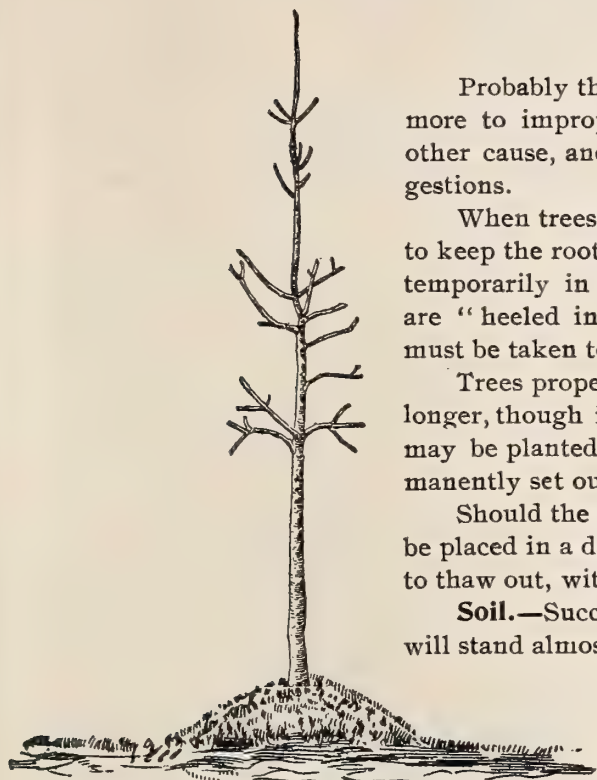 Probably th
more to improp
other cause, and
gestions.
When trees
to keep the root
temporarily in
are “heeled in
must be taken t
Trees prope
longer, though i
may be planted
manently set ou
Should the
be placed in a d
to thaw out, wit
Soil.—Succ
will stand almos